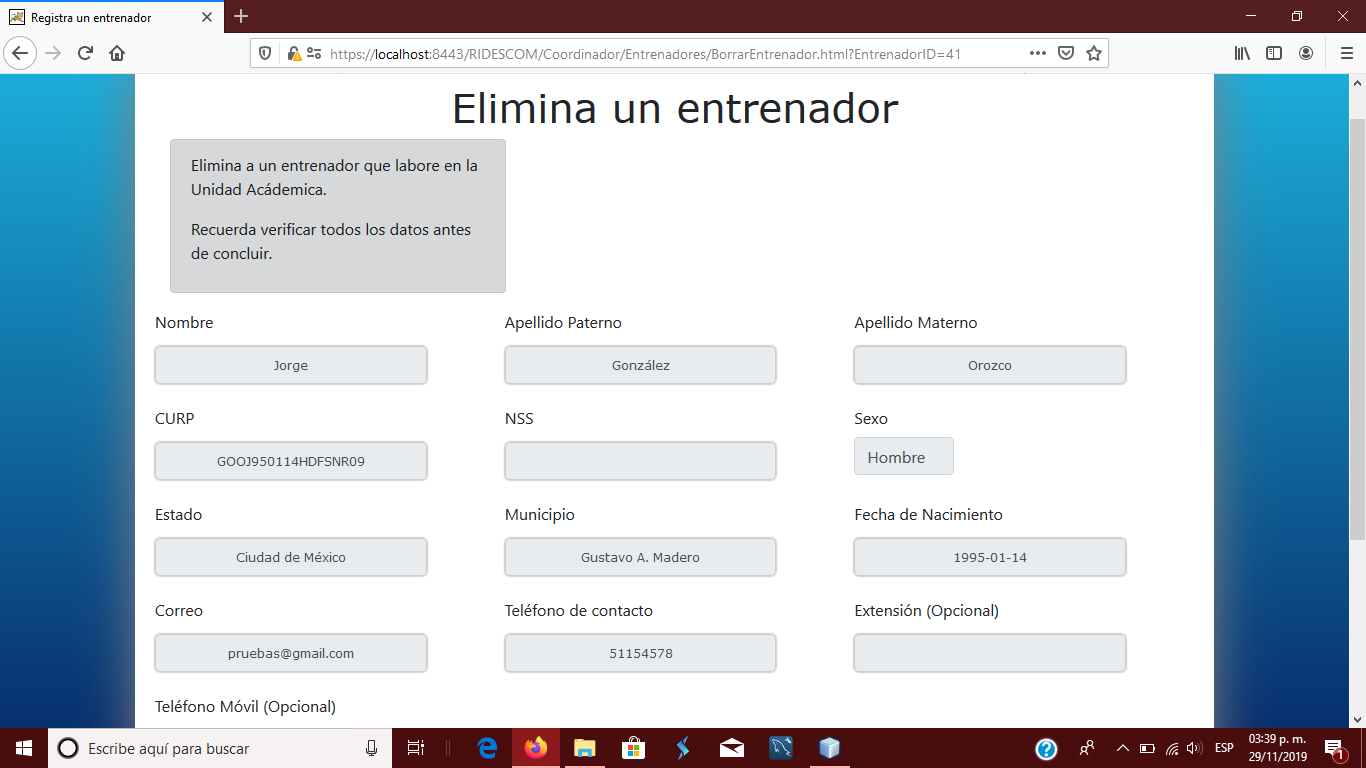 Registra un entrenador
https://localhost:8443/RIDESCOM/Coordinador/Entrenadores/BorrarEntrenador.html?EntrenadorID=41
Elimina un entrenador
Elimina a un entrenador que labore en la
Unidad Acádemica.
Recuerda verificar todos los datos antes
de concluir.
Nombre Apellido Paterno Apellido Materno
Jorge González Orozco
CURP NSS Sexo
GOOJ950114HDFSNR09 Hombre
Estado Municipio Fecha de Nacimiento
Ciudad de México Gustavo A. Madero 1995-01-14
Correo Teléfono de contacto Extensión (Opcional)
pruebas@gmail.com 51154578
Teléfono Móvil (Opcional)
Escribe aquí para buscar
ESP
03:39 p. m.
29/11/2019
1